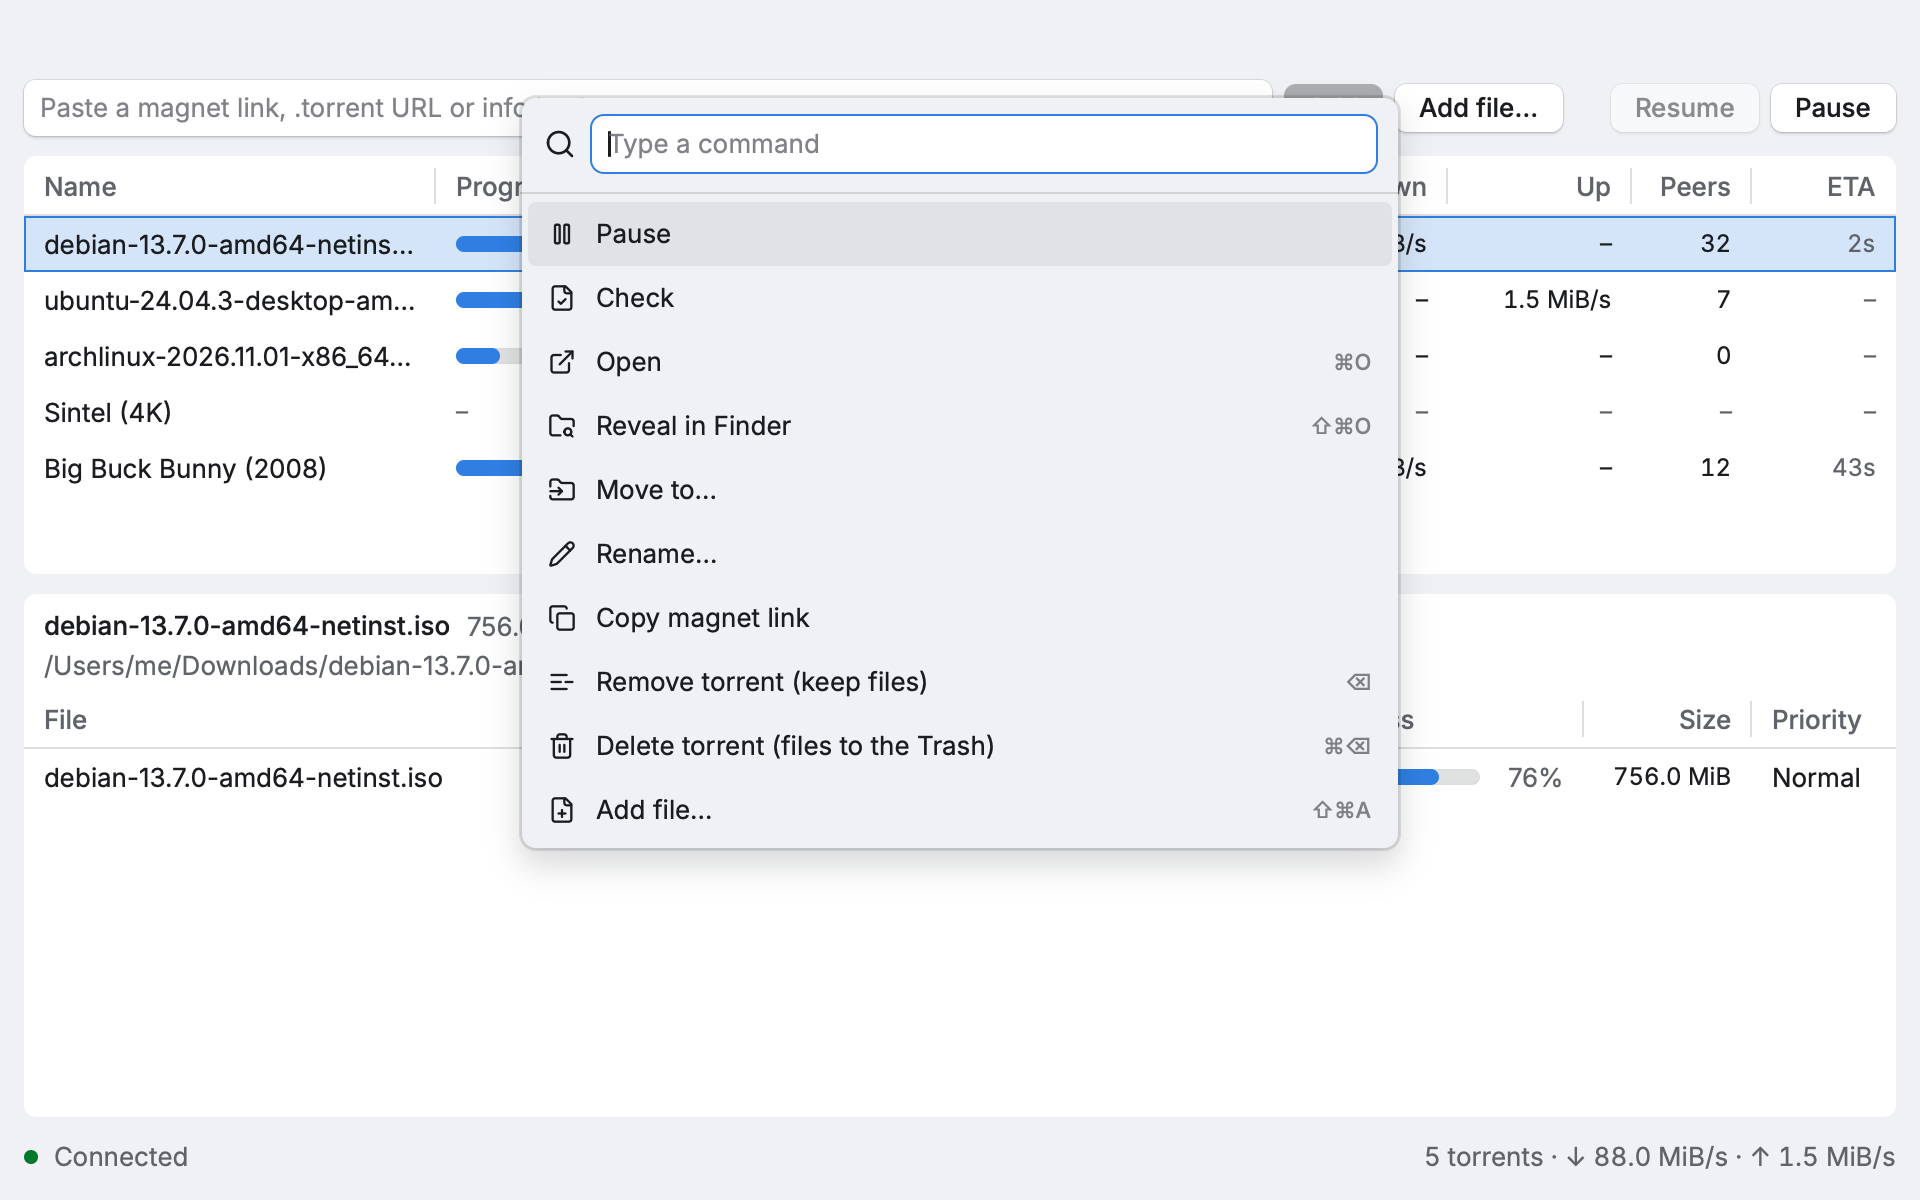 Paste a magnet link, .torrent URL or info
Add file...
Resume
Pause
Type a command
Name
Progr
Up
Peers
ETA
debian-13.7.0-amd64-netins...
– 32 2s
ubuntu-24.04.3-desktop-am...
– 1.5 MiB/s 7 –
archlinux-2026.11.01-x86_64...
– – 0 –
Sintel (4K)
– – – – –
Big Buck Bunny (2008)
– 12 43s
Pause
Check
Open ⌘O
Reveal in Finder ⇧⌘O
Move to...
Rename...
Copy magnet link
Remove torrent (keep files) ⌫
Delete torrent (files to the Trash) ⌘⌫
Add file... ⇧⌘A
debian-13.7.0-amd64-netinst.iso 756.
/Users/me/Downloads/debian-13.7.0-a
File
Size
Priority
debian-13.7.0-amd64-netinst.iso
76% 756.0 MiB Normal
Connected
5 torrents · ↓ 88.0 MiB/s · ↑ 1.5 MiB/s